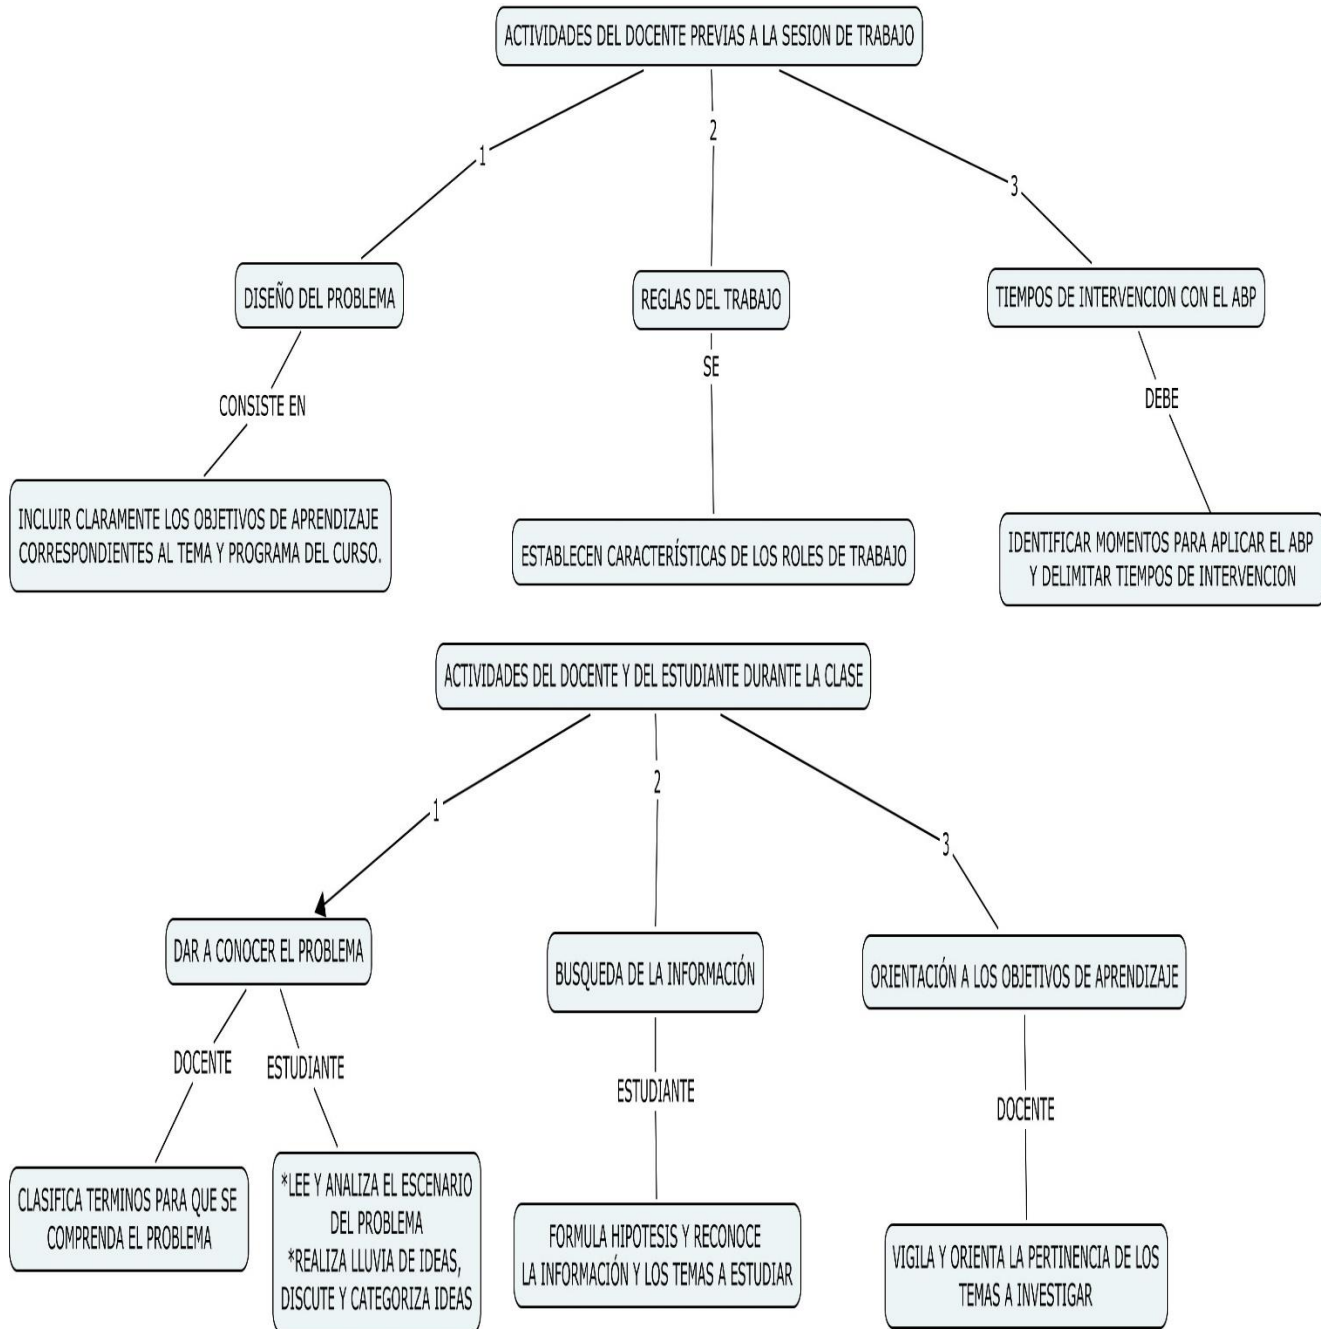 ACTIVIDADES DEL DOCENTE PREVIAS A LA SESION DE TRABAJO
1
2
3
DISEÑO DEL PROBLEMA
REGLAS DEL TRABAJO
TIEMPOS DE INTERVENCION CON EL ABP
CONSISTE EN
SE
DEBE
INCLUIR CLARAMENTE LOS OBJETIVOS DE APRENDIZAJE
CORRESPONDIENTES AL TEMA Y PROGRAMA DEL CURSO.
ESTABLECEN CARACTERÍSTICAS DE LOS ROLES DE TRABAJO
IDENTIFICAR MOMENTOS PARA APLICAR EL ABP
Y DELIMITAR TIEMPOS DE INTERVENCION
ACTIVIDADES DEL DOCENTE Y DEL ESTUDIANTE DURANTE LA CLASE
1
2
3
DAR A CONOCER EL PROBLEMA
BUSQUEDA DE LA INFORMACIÓN
ORIENTACIÓN A LOS OBJETIVOS DE APRENDIZAJE
DOCENTE
ESTUDIANTE
ESTUDIANTE
DOCENTE
CLASIFICA TERMINOS PARA QUE SE
COMPRENDA EL PROBLEMA
*LEE Y ANALIZA EL ESCENARIO
DEL PROBLEMA
*REALIZA LLUVIA DE IDEAS,
DISCUTE Y CATEGORIZA IDEAS
FORMULA HIPOTESIS Y RECONOCE
LA INFORMACIÓN Y LOS TEMAS A ESTUDIAR
VIGILA Y ORIENTA LA PERTINENCIA DE LOS
TEMAS A INVESTIGAR